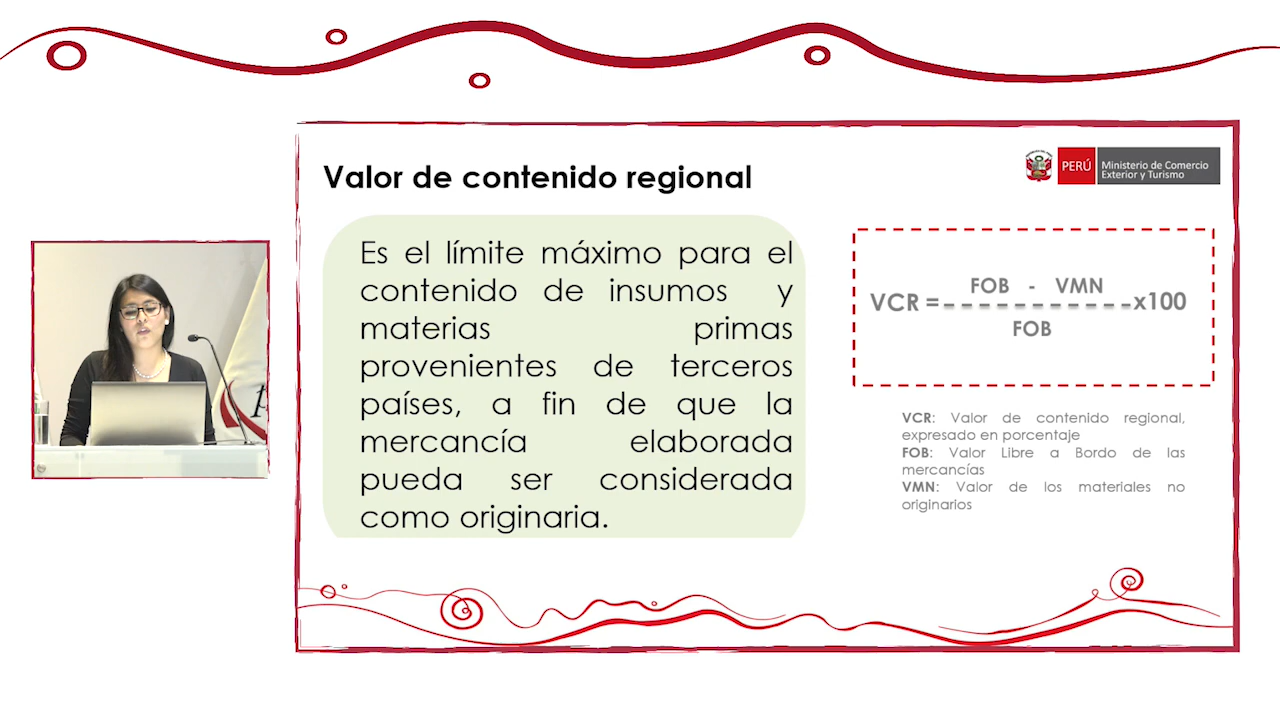 Valor de contenido regional
PERÚ
Ministerio de Comercio
Exterior y Turismo
Es el límite máximo para el
contenido de insumos y
materias primas
provenientes de terceros
países, a fin de que la
mercancía elaborada
pueda ser considerada
como originaria.
FOB - VMN
VCR = - - - - - - - - - - - - x100
FOB
VCR: Valor de contenido regional,
expresado en porcentaje
FOB: Valor Libre a Bordo de las
mercancías
VMN: Valor de los materiales no
originarios